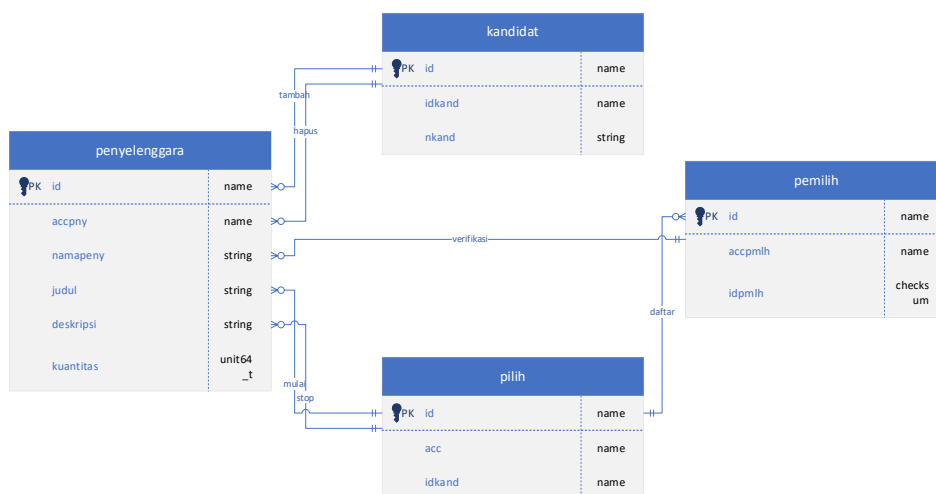 kandidat
PK id name
idkand name
nkand string
tambah
hapus
penyelenggara
PK id name
accpny name
namapeny string
judul string
deskripsi string
kuantitas unit64
_t
verifikasi
pemilih
PK id name
accpmlh name
idpmlh checks
um
daftar
mulai
stop
pilih
PK id name
acc name
idkand name